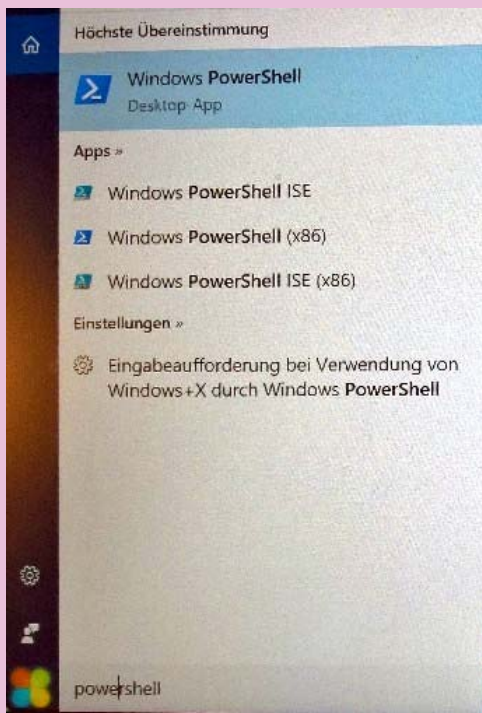 Höchste Übereinstimmung
Windows PowerShell
Desktop-App
Apps »
Windows PowerShell ISE
Windows PowerShell (x86)
Windows PowerShell ISE (x86)
Einstellungen »
Eingabeaufforderung bei Verwendung von
Windows+X durch Windows PowerShell
powershell